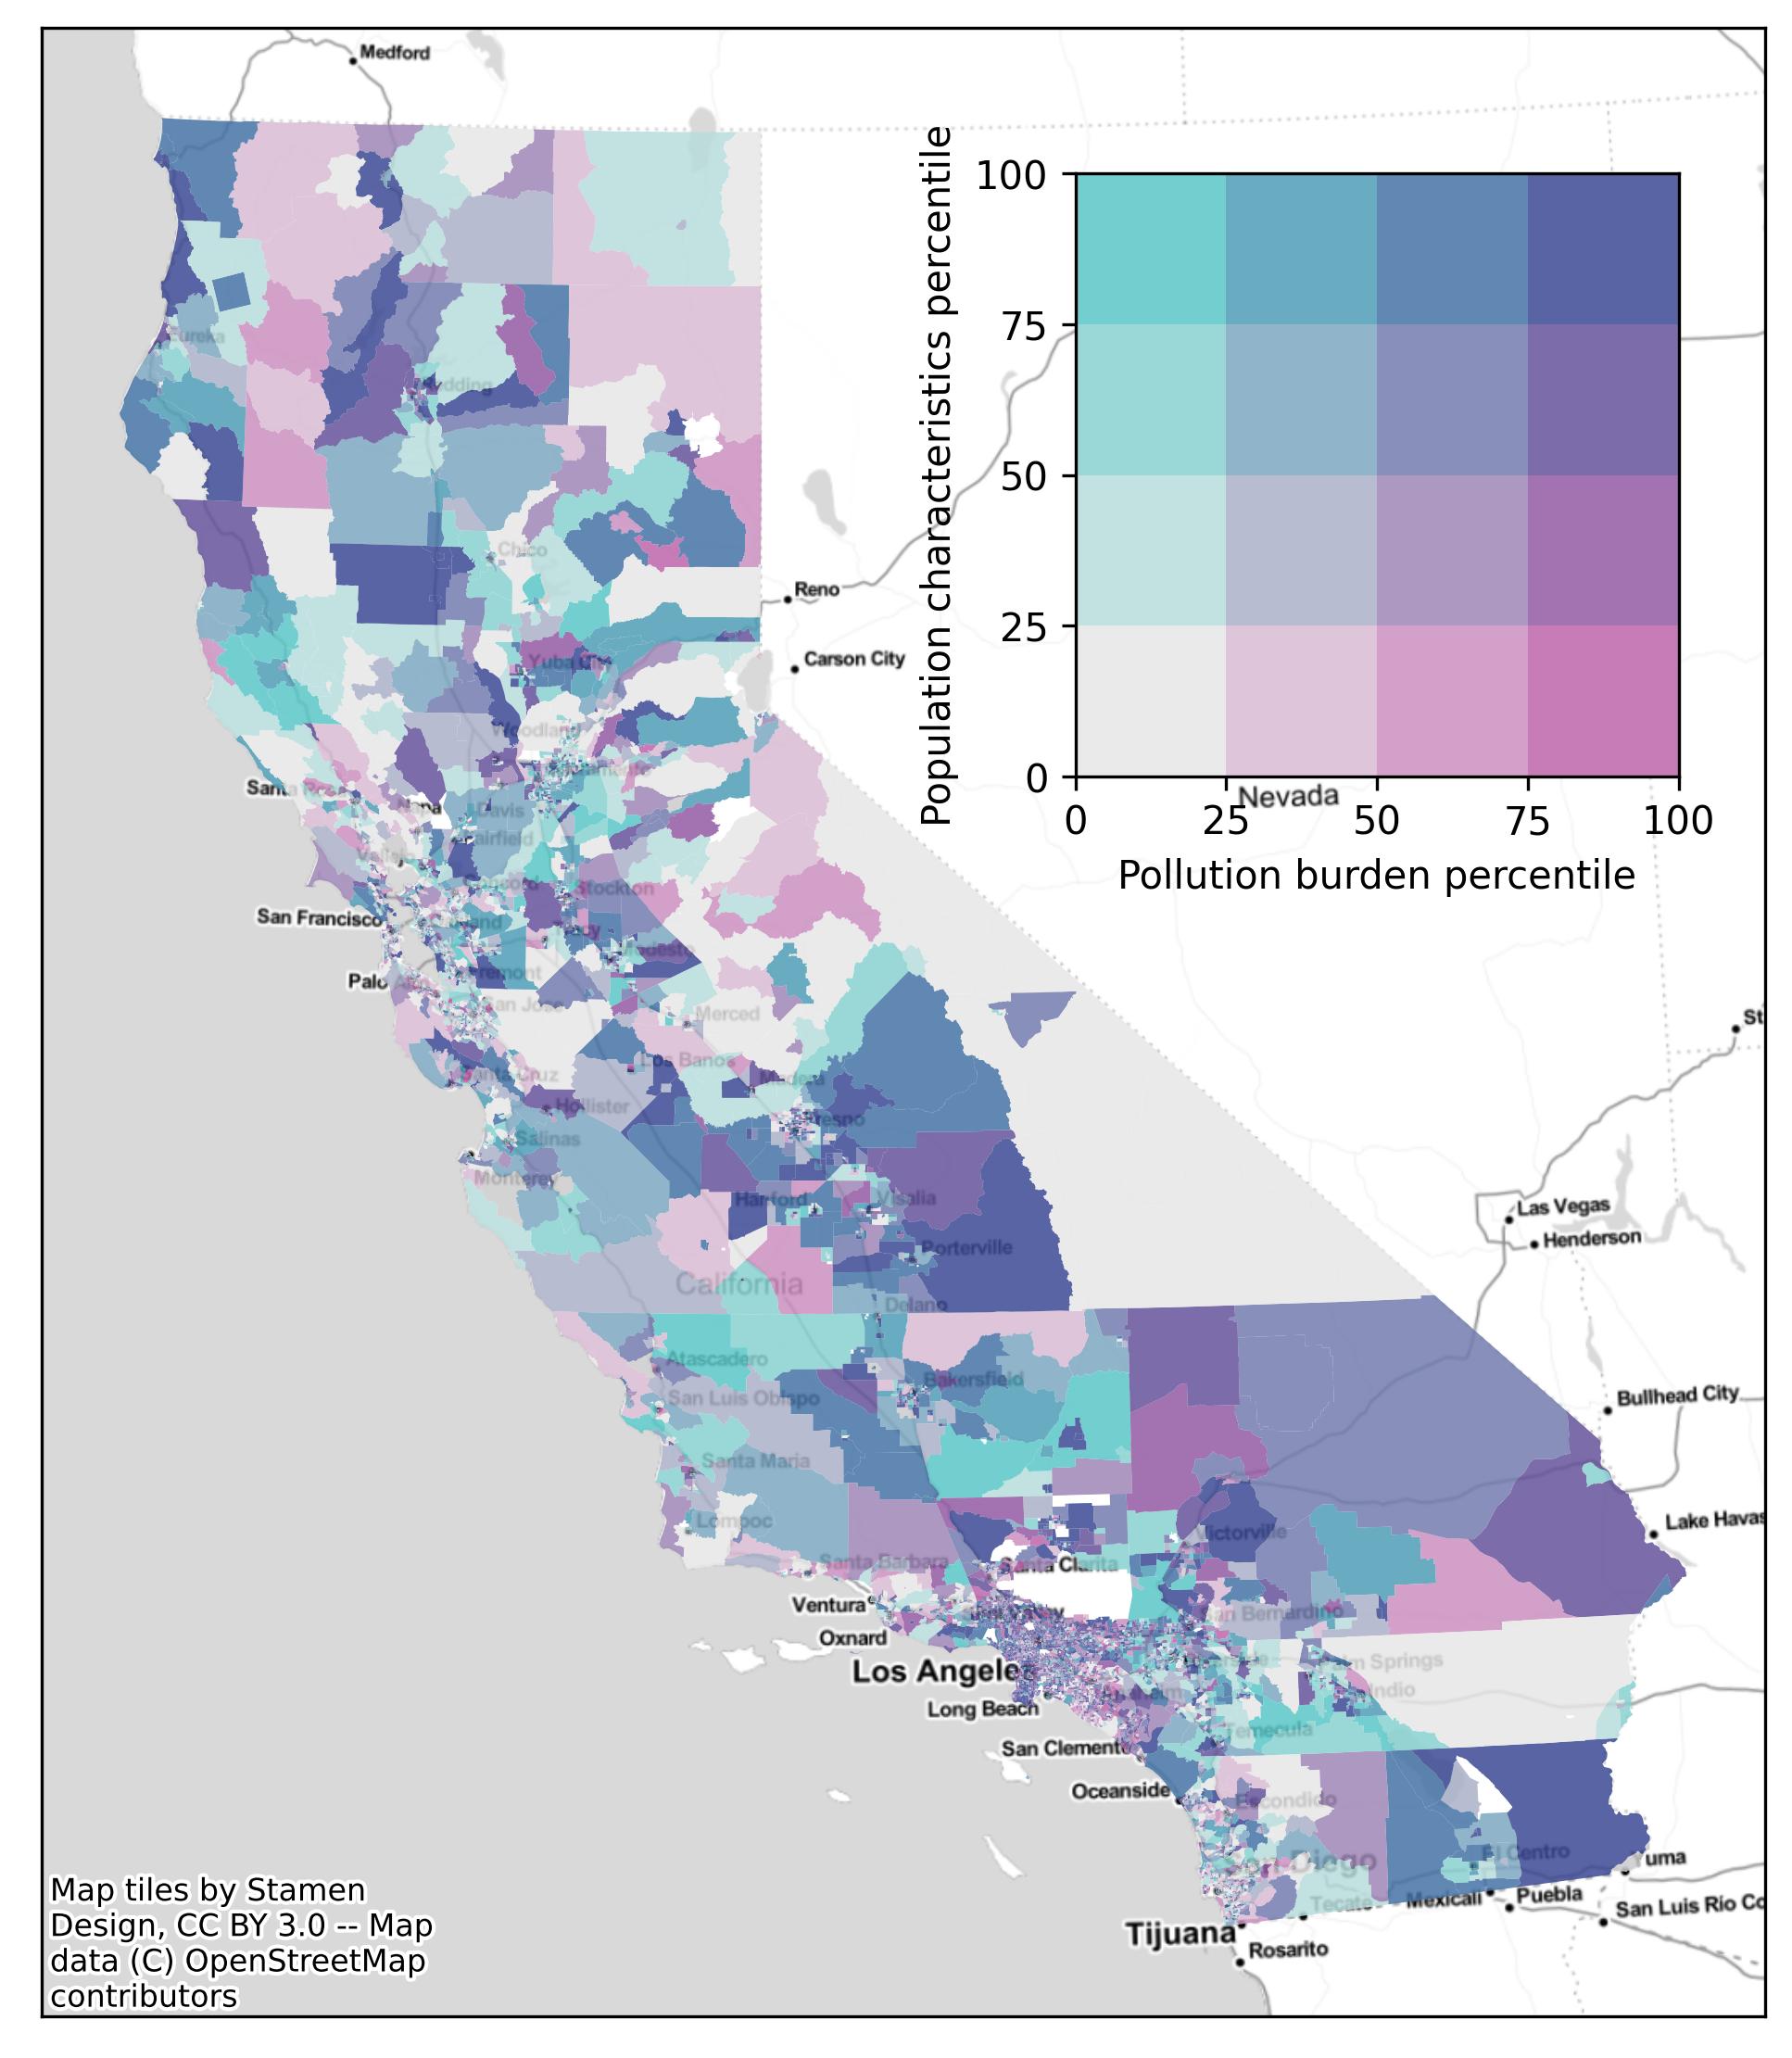 Medford
Population characteristics percentile
100
75
50
25
0
0
25
50
75
100
Nevada
Pollution burden percentile
Eureka
Redding
Chico
Reno
Carson City
Yuba City
Woodland
Sacramento
Santa Rosa
Napa
Davis
Fairfield
Vallejo
Concord
Stockton
San Francisco
Tracy
Modesto
Fremont
Palo Alto
San Jose
Merced
St
Los Banos
Santa Cruz
Madera
Hollister
Fresno
Salinas
Monterey
Hanford
Visalia
Las Vegas
Henderson
Porterville
California
Delano
Atascadero
Bakersfield
San Luis Obispo
Bullhead City
Santa Maria
Lompoc
Victorville
Lake Havas
Santa Barbara
Santa Clarita
Simi Valley
Ventura
San Bernardino
Oxnard
Los Angeles
Riverside
Palm Springs
Anaheim
Indio
Long Beach
Temecula
San Clemente
Oceanside
Escondido
El Centro
Yuma
San Diego
Tecate
Mexicali
Puebla
San Luis Río Co
Tijuana
Rosarito
Map tiles by Stamen
Design, CC BY 3.0 -- Map
data (C) OpenStreetMap
contributors